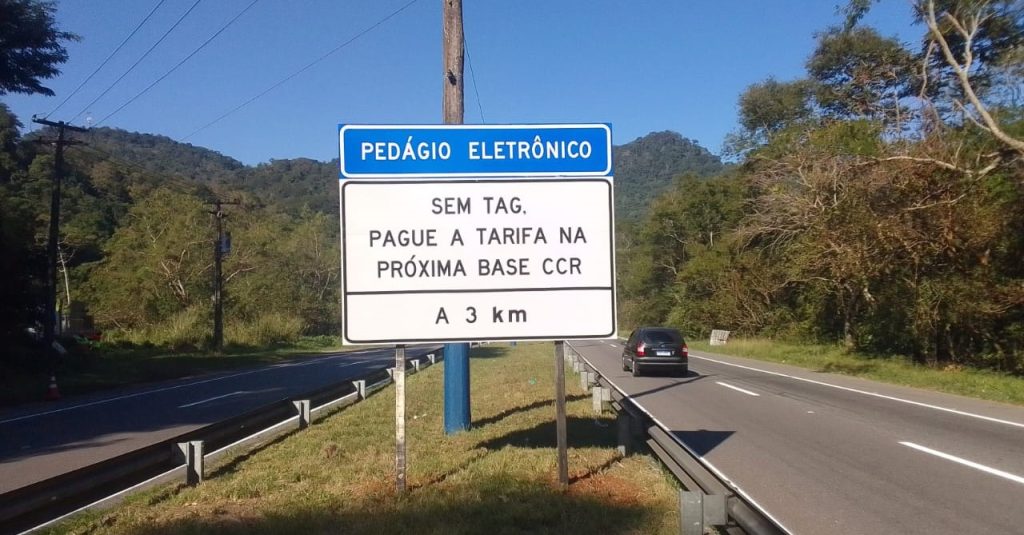 PEDÁGIO ELETRÔNICO
SEM TAG,
PAGUE A TARIFA NA
PRÓXIMA BASE CCR
A 3 km